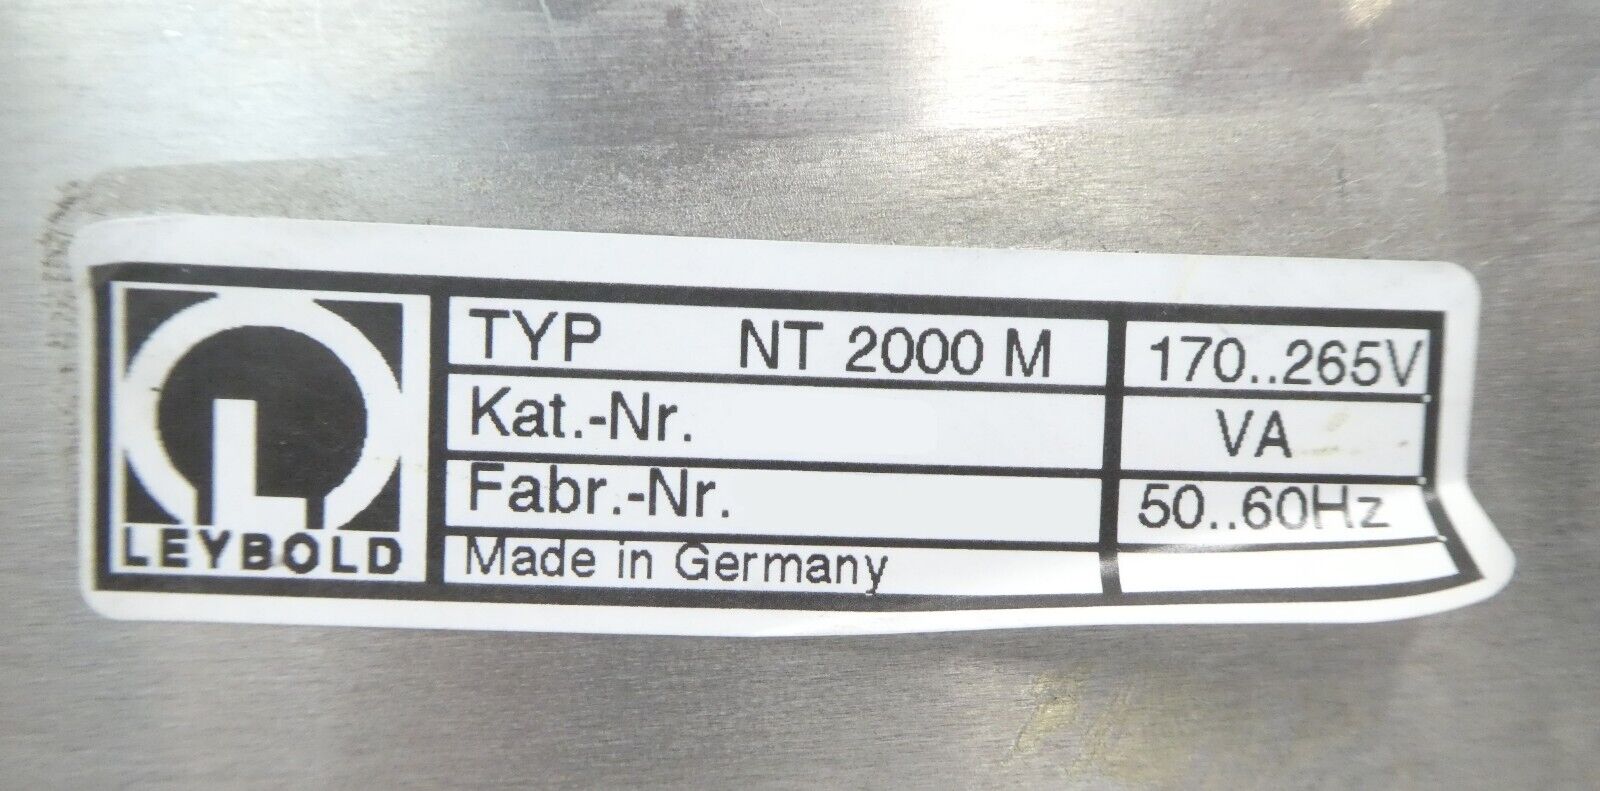 LEYBOLD
TYP NT 2000 M 170..265V
Kat.-Nr. VA
Fabr.-Nr. 50..60Hz
Made in Germany